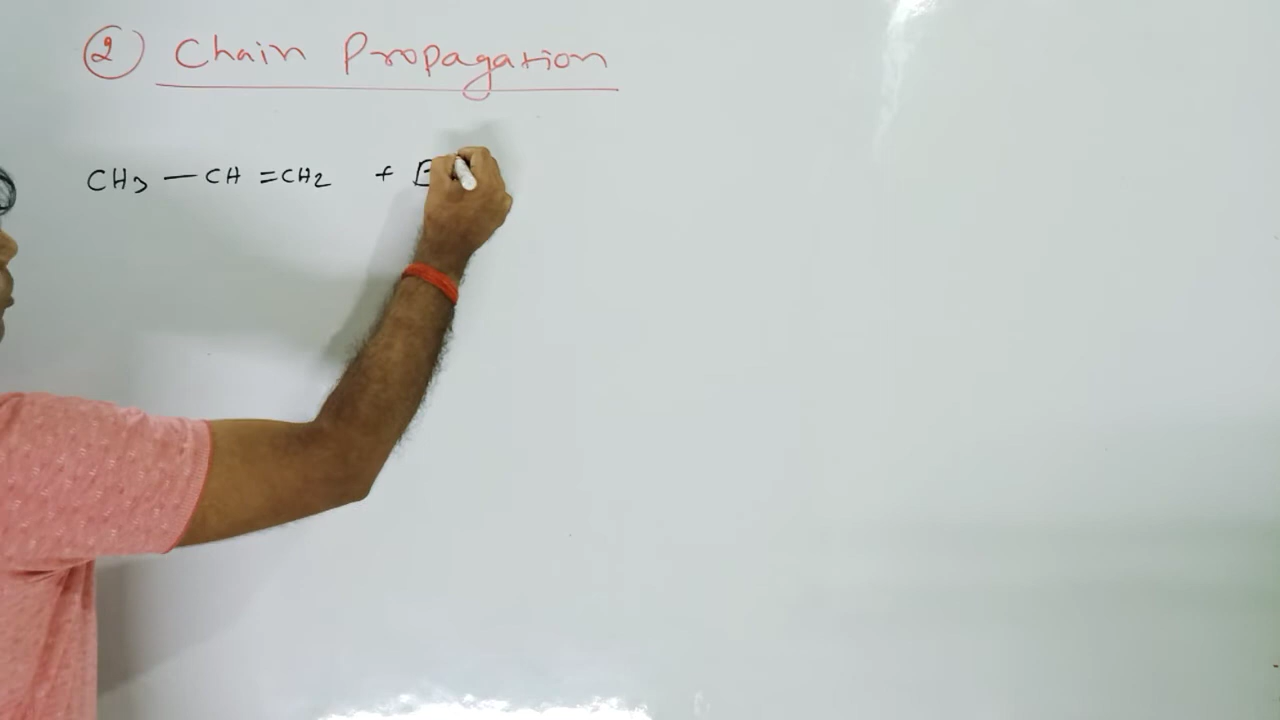 ② Chain Propagation
CH3 — CH = CH2 +